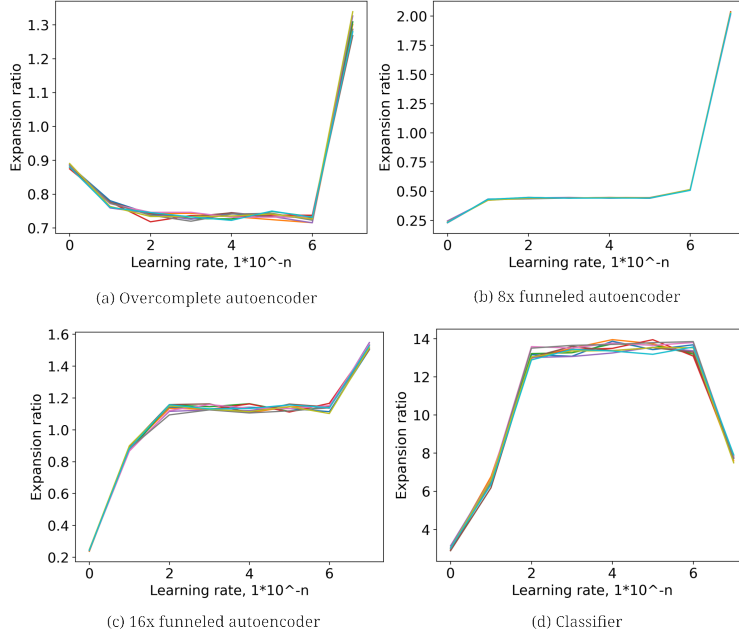 1.3
1.2
1.1
1.0
0.9
0.8
0.7
Expansion ratio
0 2 4 6
Learning rate, 1*10^-n
(a) Overcomplete autoencoder
2.00
1.75
1.50
1.25
1.00
0.75
0.50
0.25
Expansion ratio
0 2 4 6
Learning rate, 1*10^-n
(b) 8x funneled autoencoder
1.6
1.4
1.2
1.0
0.8
0.6
0.4
0.2
Expansion ratio
0 2 4 6
Learning rate, 1*10^-n
(c) 16x funneled autoencoder
14
12
10
8
6
4
Expansion ratio
0 2 4 6
Learning rate, 1*10^-n
(d) Classifier